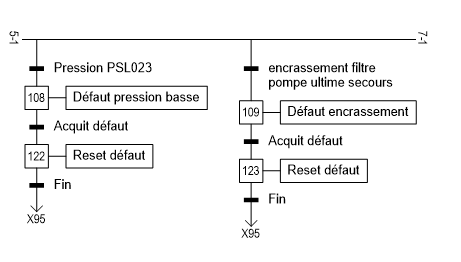 5-1
7-1
Pression PSL023
108
Défaut pression basse
Acquit défaut
122
Reset défaut
Fin
X95
encrassement filtre
pompe ultime secours
109
Défaut encrassement
Acquit défaut
123
Reset défaut
Fin
X95